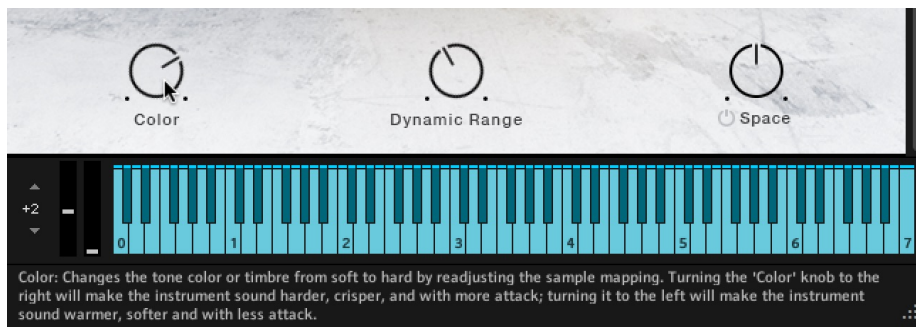 Color
Dynamic Range
Space
+2
0 1 2 3 4 5 6 7
Color: Changes the tone color or timbre from soft to hard by readjusting the sample mapping. Turning the 'Color' knob to the
right will make the instrument sound harder, crisper, and with more attack; turning it to the left will make the instrument
sound warmer, softer and with less attack.